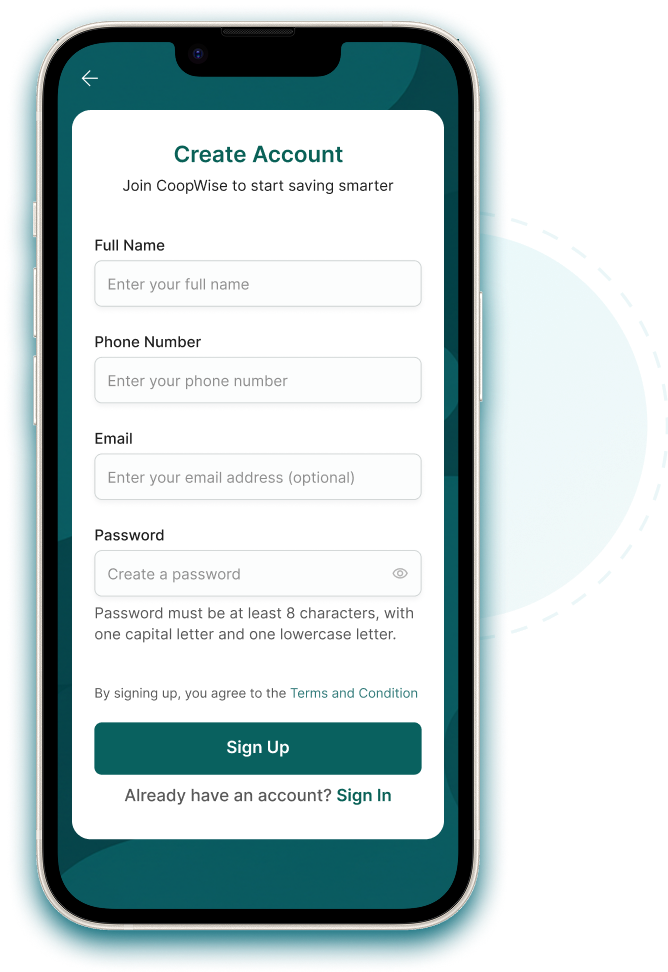 Create Account
Join CoopWise to start saving smarter
Full Name
Enter your full name
Phone Number
Enter your phone number
Email
Enter your email address (optional)
Password
Create a password
Password must be at least 8 characters, with
one capital letter and one lowercase letter.
By signing up, you agree to the Terms and Condition
Sign Up
Already have an account? Sign In